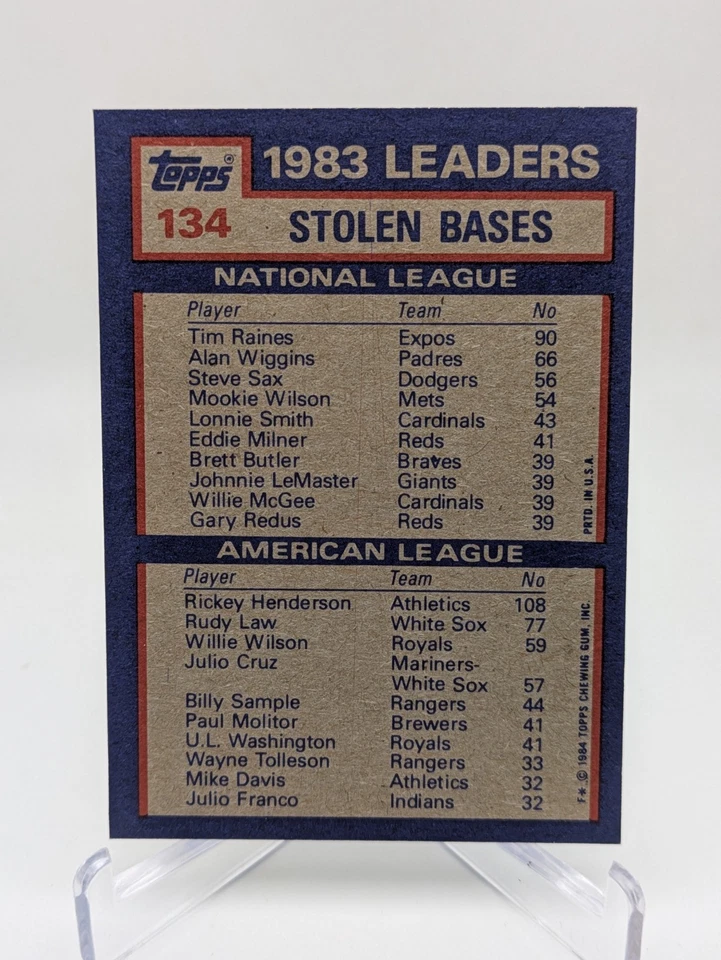 Topps®
1983 LEADERS
134
STOLEN BASES
NATIONAL LEAGUE
Player Team No
Tim Raines Expos 90
Alan Wiggins Padres 66
Steve Sax Dodgers 56
Mookie Wilson Mets 54
Lonnie Smith Cardinals 43
Eddie Milner Reds 41
Brett Butler Braves 39
Johnnie LeMaster Giants 39
Willie McGee Cardinals 39
Gary Redus Reds 39
PRTD. IN U.S.A.
AMERICAN LEAGUE
Player Team No
Rickey Henderson Athletics 108
Rudy Law White Sox 77
Willie Wilson Royals 59
Julio Cruz Mariners-
White Sox 57
Billy Sample Rangers 44
Paul Molitor Brewers 41
U.L. Washington Royals 41
Wayne Tolleson Rangers 33
Mike Davis Athletics 32
Julio Franco Indians 32
F* © 1984 TOPPS CHEWING GUM, INC.